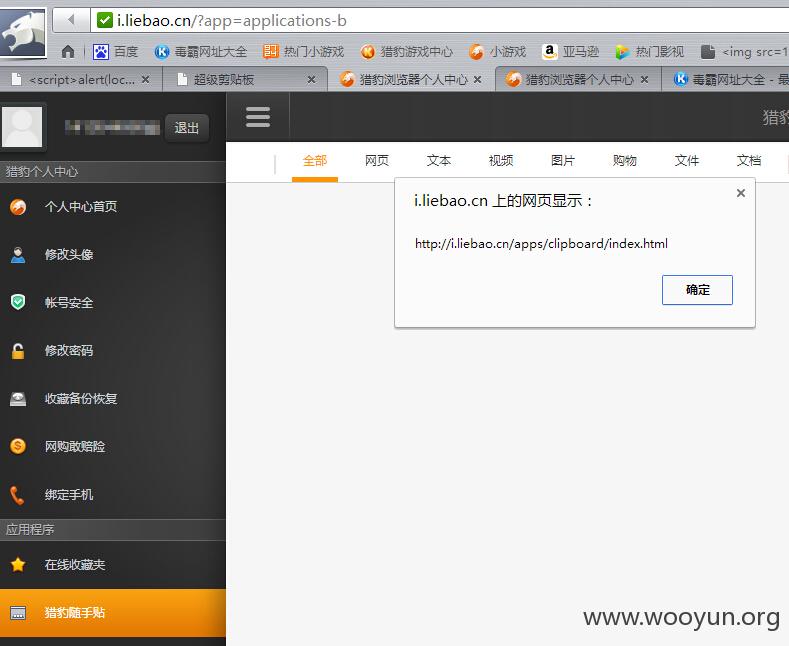 i.liebao.cn/?app=applications-b
百度 毒霸网址大全 热门小游戏 猎豹游戏中心 小游戏 亚马逊 热门影视 <img src=1
<script>alert(loc... 超级剪贴板 猎豹浏览器个人中心 猎豹浏览器个人中心 毒霸网址大全 - 最
退出
猎豹
猎豹个人中心
个人中心首页
修改头像
帐号安全
修改密码
收藏备份恢复
网购敢赔险
绑定手机
应用程序
在线收藏夹
猎豹随手贴
全部 网页 文本 视频 图片 购物 文件 文档
i.liebao.cn 上的网页显示：
http://i.liebao.cn/apps/clipboard/index.html
确定
www.wooyun.org